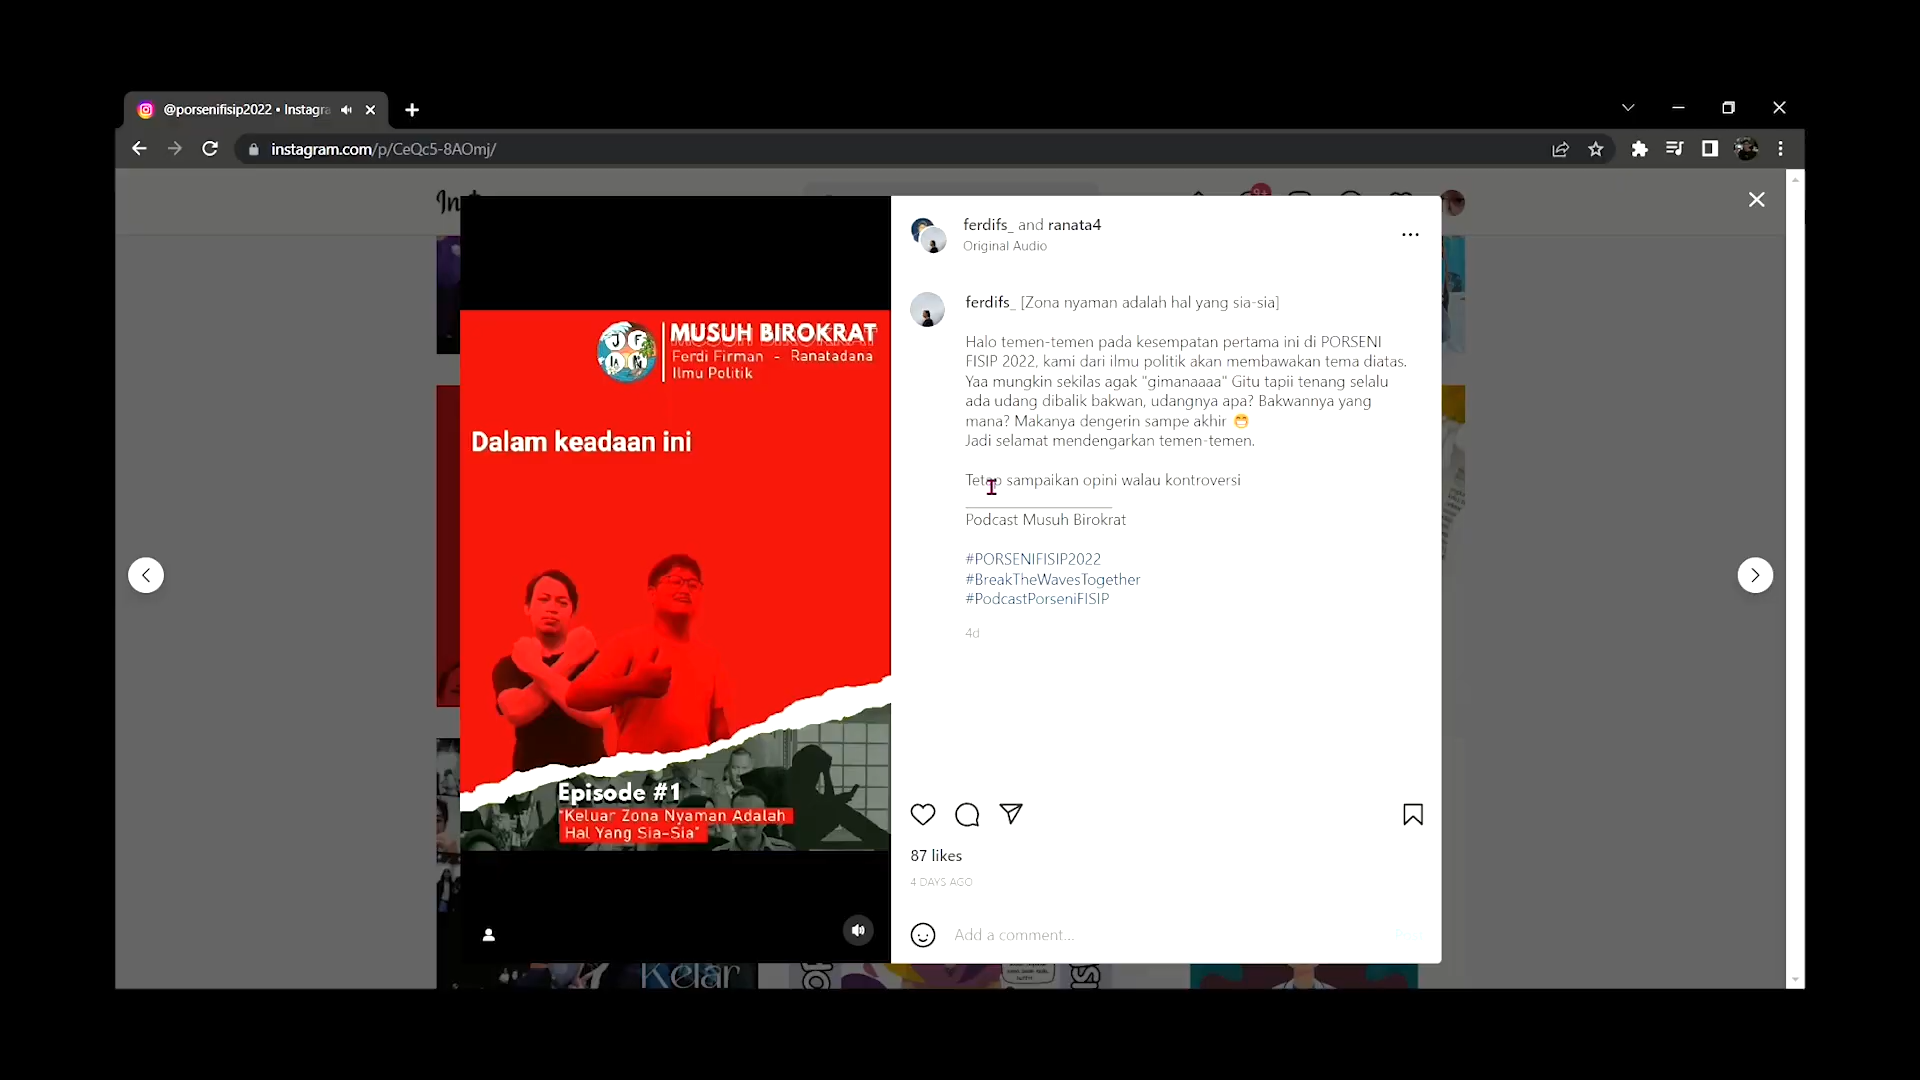 @porsenifisip2022 • Instagra
instagram.com/p/CeQc5-8AOmj/
9+
MUSUH BIROKRAT
Ferdi Firman - Ranatadana
Ilmu Politik
Dalam keadaan ini
Episode #1
"Keluar Zona Nyaman Adalah
Hal Yang Sia-Sia"
ferdifs_ and ranata4
Original Audio
ferdifs_ [Zona nyaman adalah hal yang sia-sia]
Halo temen-temen pada kesempatan pertama ini di PORSENI
FISIP 2022, kami dari ilmu politik akan membawakan tema diatas.
Yaa mungkin sekilas agak "gimanaaaa" Gitu tapii tenang selalu
ada udang dibalik bakwan, udangnya apa? Bakwannya yang
mana? Makanya dengerin sampe akhir 😁
Jadi selamat mendengarkan temen-temen.
Tetap sampaikan opini walau kontroversi
Podcast Musuh Birokrat
#PORSENIFISIP2022
#BreakTheWavesTogether
#PodcastPorseniFISIP
4d
87 likes
4 DAYS AGO
Add a comment...
Post
Kelar